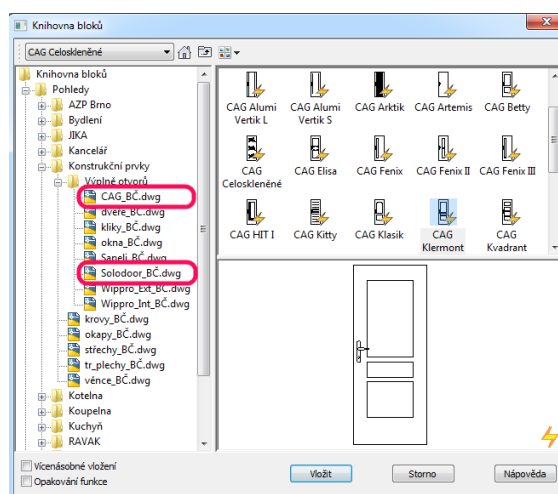 Knihovna bloků
CAG Celoskleněné
Knihovna bloků
Pohledy
AZP Brno
Bydlení
JIKA
Kancelář
Konstrukční prvky
Výplně otvorů
CAG_BČ.dwg
dveře_BČ.dwg
kliky_BČ.dwg
okna_BČ.dwg
Sapeli_BČ.dwg
Solodoor_BČ.dwg
Wippro_Ext_BČ.dwg
Wippro_Int_BČ.dwg
krovy_BČ.dwg
okapy_BČ.dwg
střechy_BČ.dwg
tr_plechy_BČ.dwg
věnce_BČ.dwg
Kotelna
Koupelna
Kuchyň
RAVAK
CAG Alumi Vertik L
CAG Alumi Vertik S
CAG Arktik
CAG Artemis
CAG Betty
CAG Celoskleněné
CAG Elisa
CAG Fenix
CAG Fenix II
CAG Fenix III
CAG HIT I
CAG Kitty
CAG Klasik
CAG Klermont
CAG Kvadrant
Vícenásobné vložení
Opakování funkce
Vložit
Storno
Nápověda